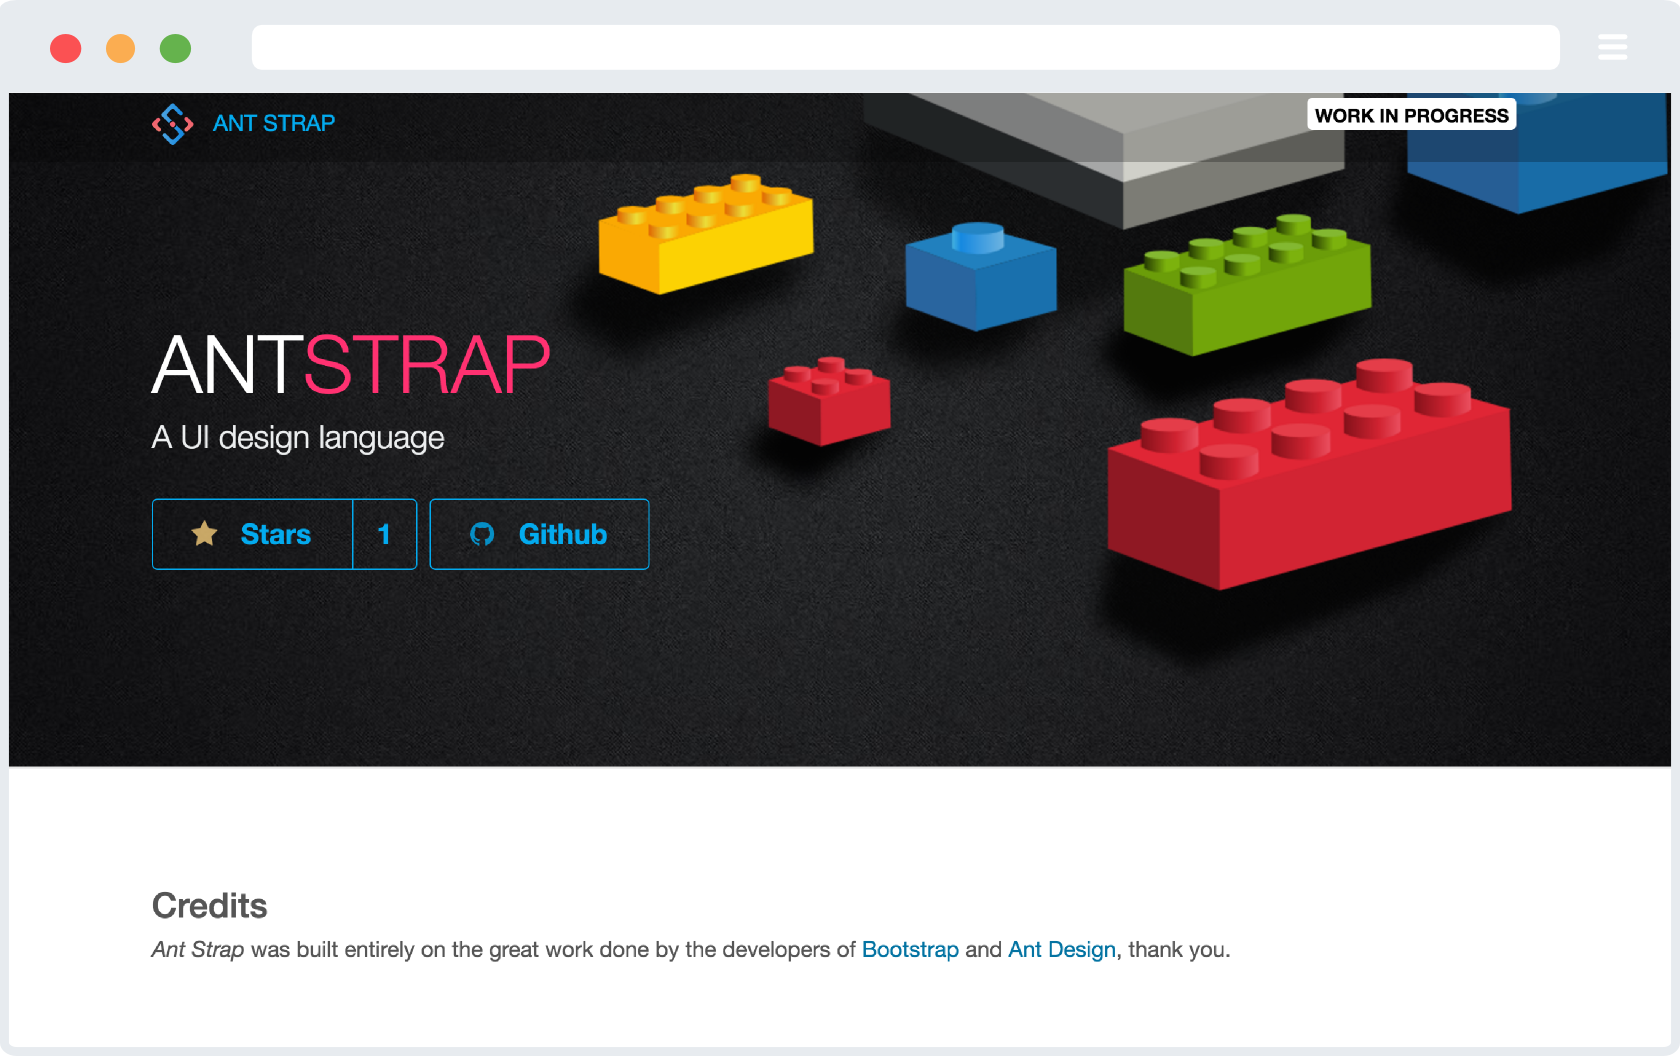 ANT STRAP
WORK IN PROGRESS
ANTSTRAP
A UI design language
Stars 1 Github
Credits
Ant Strap was built entirely on the great work done by the developers of Bootstrap and Ant Design, thank you.